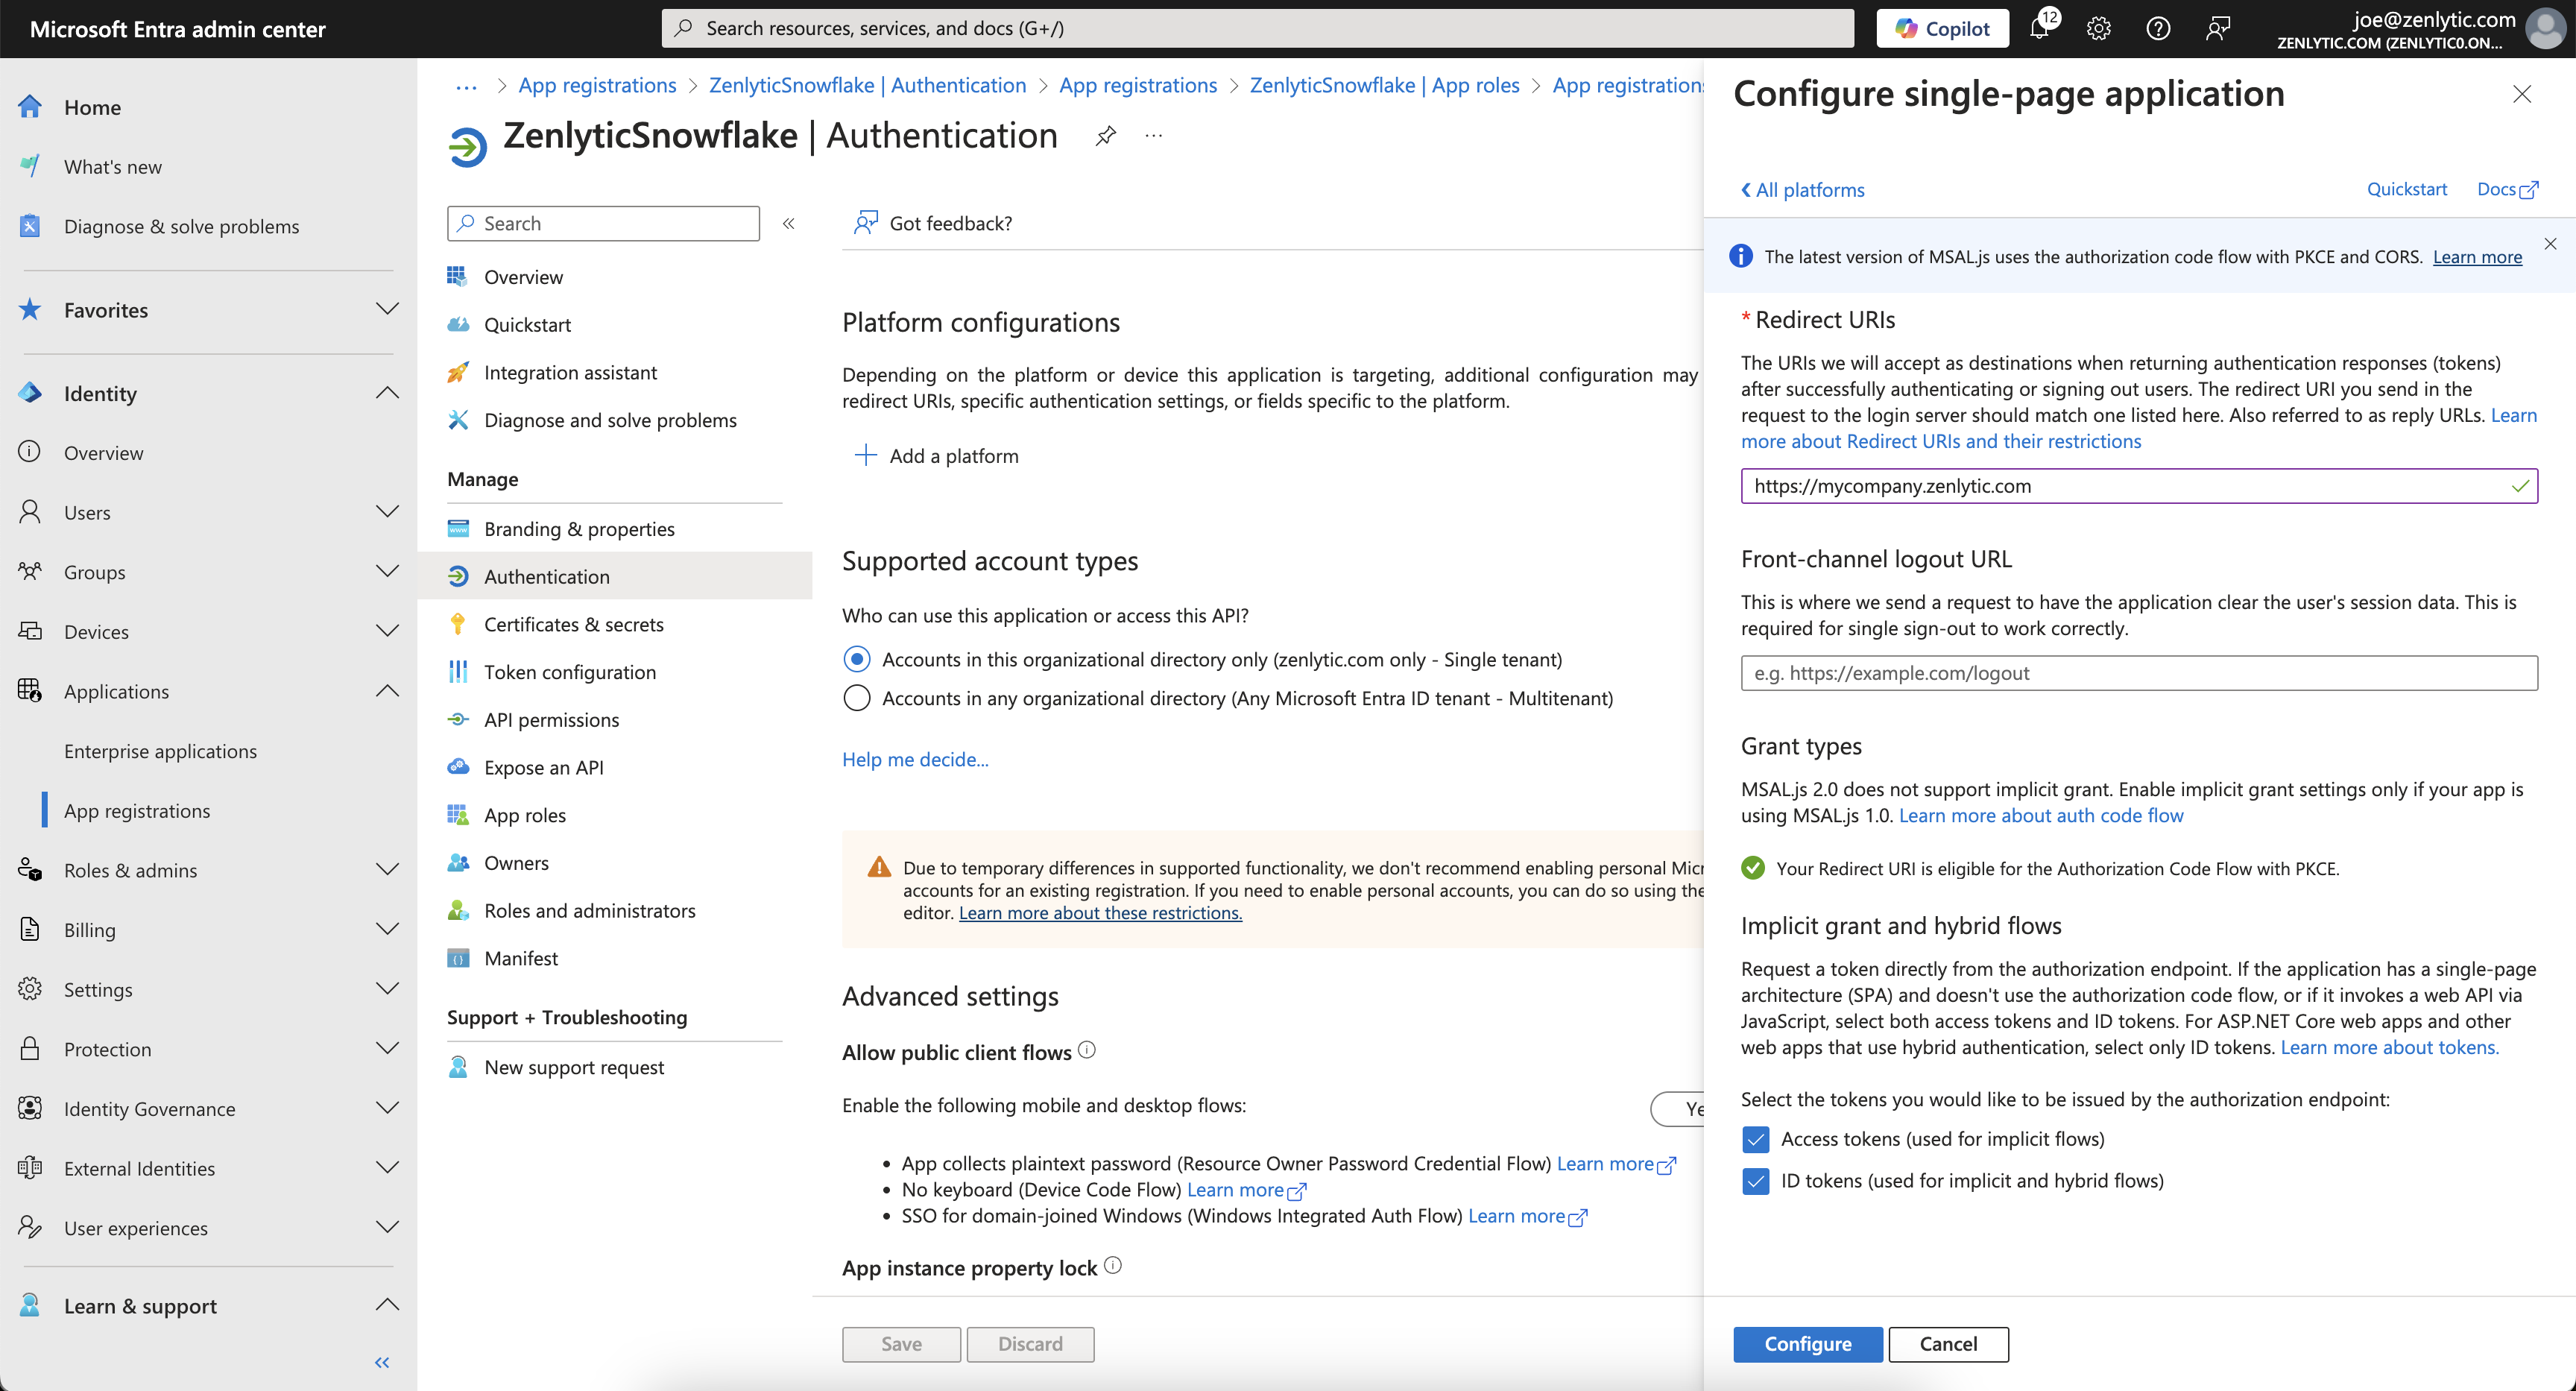 Microsoft Entra admin center
Search resources, services, and docs (G+/)
Copilot
12
joe@zenlytic.com
ZENLYTIC.COM (ZENLYTIC0.ON...
Home
What's new
Diagnose & solve problems
Favorites
Identity
Overview
Users
Groups
Devices
Applications
Enterprise applications
App registrations
Roles & admins
Billing
Settings
Protection
Identity Governance
External Identities
User experiences
Learn & support
... > App registrations > ZenlyticSnowflake | Authentication > App registrations > ZenlyticSnowflake | App roles > App registrations
ZenlyticSnowflake | Authentication
...
Search
Overview
Quickstart
Integration assistant
Diagnose and solve problems
Manage
Branding & properties
Authentication
Certificates & secrets
Token configuration
API permissions
Expose an API
App roles
Owners
Roles and administrators
Manifest
Support + Troubleshooting
New support request
Got feedback?
Platform configurations
Depending on the platform or device this application is targeting, additional configuration may
redirect URIs, specific authentication settings, or fields specific to the platform.
Add a platform
Supported account types
Who can use this application or access this API?
Accounts in this organizational directory only (zenlytic.com only - Single tenant)
Accounts in any organizational directory (Any Microsoft Entra ID tenant - Multitenant)
Help me decide...
Due to temporary differences in supported functionality, we don't recommend enabling personal Micr
accounts for an existing registration. If you need to enable personal accounts, you can do so using the
editor. Learn more about these restrictions.
Advanced settings
Allow public client flows
Enable the following mobile and desktop flows:
Ye
• App collects plaintext password (Resource Owner Password Credential Flow) Learn more
• No keyboard (Device Code Flow) Learn more
• SSO for domain-joined Windows (Windows Integrated Auth Flow) Learn more
App instance property lock
Save
Discard
Configure single-page application
All platforms
Quickstart
Docs
The latest version of MSAL.js uses the authorization code flow with PKCE and CORS. Learn more
* Redirect URIs
The URIs we will accept as destinations when returning authentication responses (tokens)
after successfully authenticating or signing out users. The redirect URI you send in the
request to the login server should match one listed here. Also referred to as reply URLs. Learn
more about Redirect URIs and their restrictions
https://mycompany.zenlytic.com
Front-channel logout URL
This is where we send a request to have the application clear the user's session data. This is
required for single sign-out to work correctly.
e.g. https://example.com/logout
Grant types
MSAL.js 2.0 does not support implicit grant. Enable implicit grant settings only if your app is
using MSAL.js 1.0. Learn more about auth code flow
Your Redirect URI is eligible for the Authorization Code Flow with PKCE.
Implicit grant and hybrid flows
Request a token directly from the authorization endpoint. If the application has a single-page
architecture (SPA) and doesn't use the authorization code flow, or if it invokes a web API via
JavaScript, select both access tokens and ID tokens. For ASP.NET Core web apps and other
web apps that use hybrid authentication, select only ID tokens. Learn more about tokens.
Select the tokens you would like to be issued by the authorization endpoint:
Access tokens (used for implicit flows)
ID tokens (used for implicit and hybrid flows)
Configure
Cancel